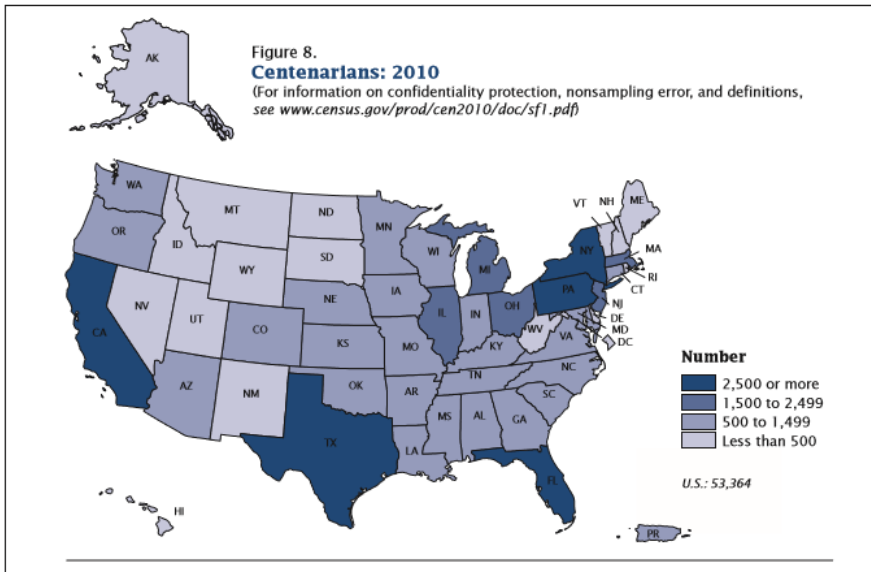 AK
Figure 8.
Centenarians: 2010
(For information on confidentiality protection, nonsampling error, and definitions,
see www.census.gov/prod/cen2010/doc/sf1.pdf)
WA
MT
ND
MN
VT
NH
ME
OR
ID
SD
WI
MI
NY
MA
WY
RI
CT
NV
NE
IA
PA
NJ
UT
IL
IN
OH
DE
MD
CA
CO
WV
DC
KS
MO
KY
VA
AZ
NM
OK
AR
TN
NC
SC
MS
AL
GA
TX
LA
FL
HI
PR
Number
2,500 or more
1,500 to 2,499
500 to 1,499
Less than 500
U.S.: 53,364